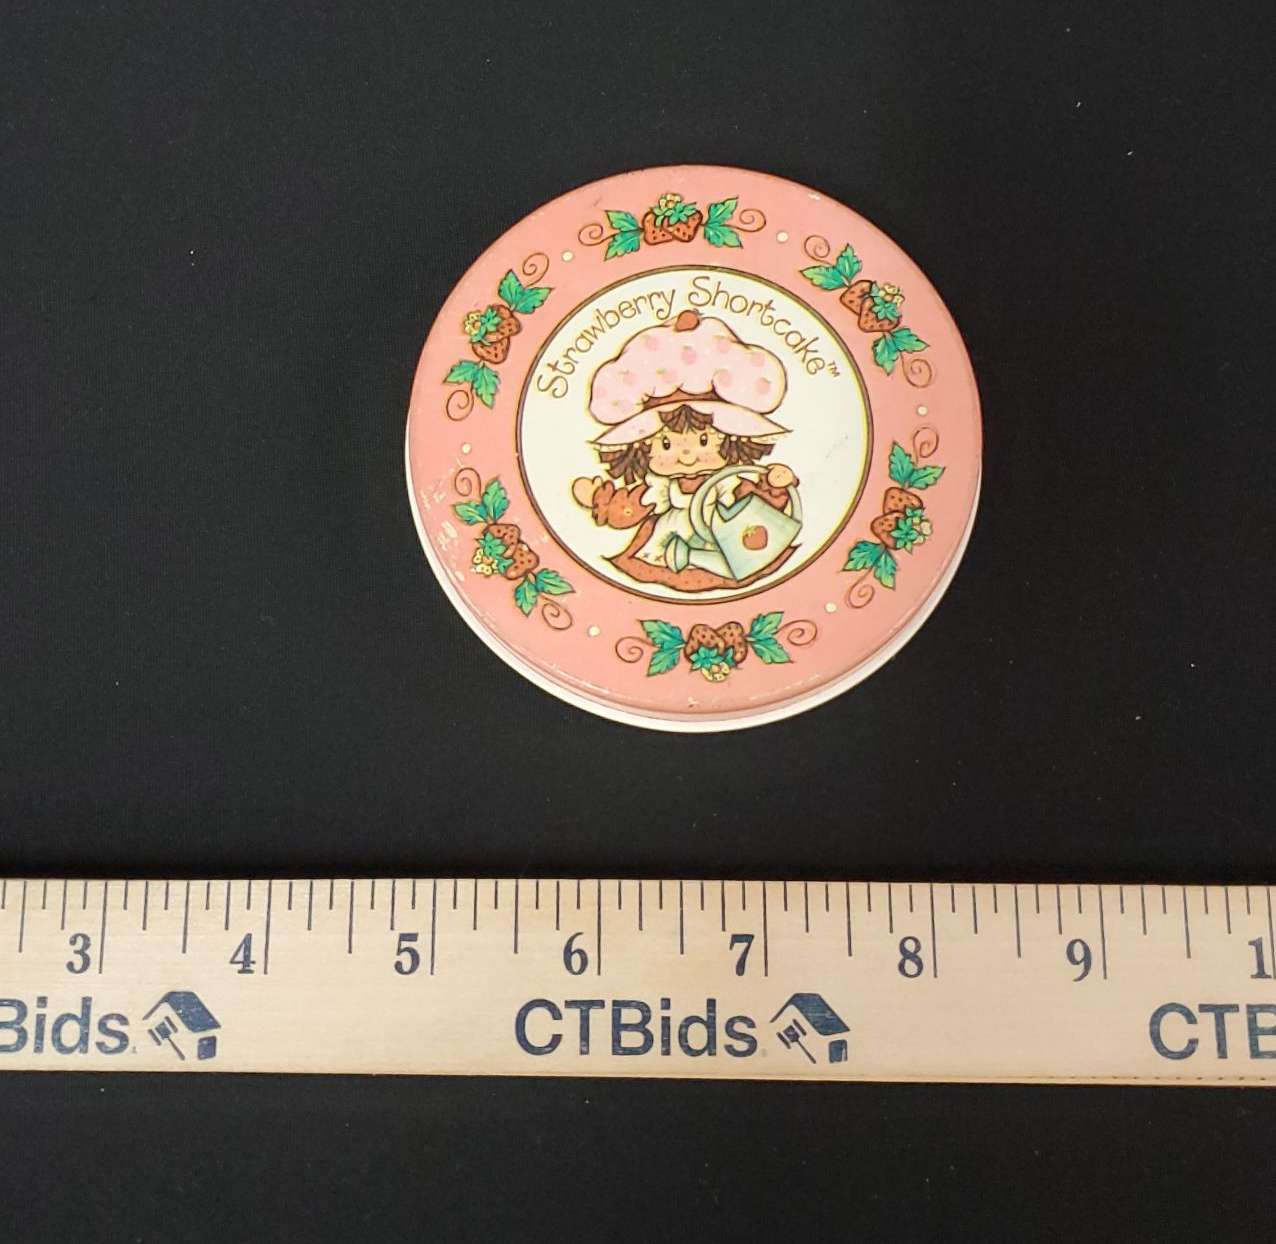 Strawberry Shortcake™
3 4 5 6 7 8 9 1
Bids CTBids CTB